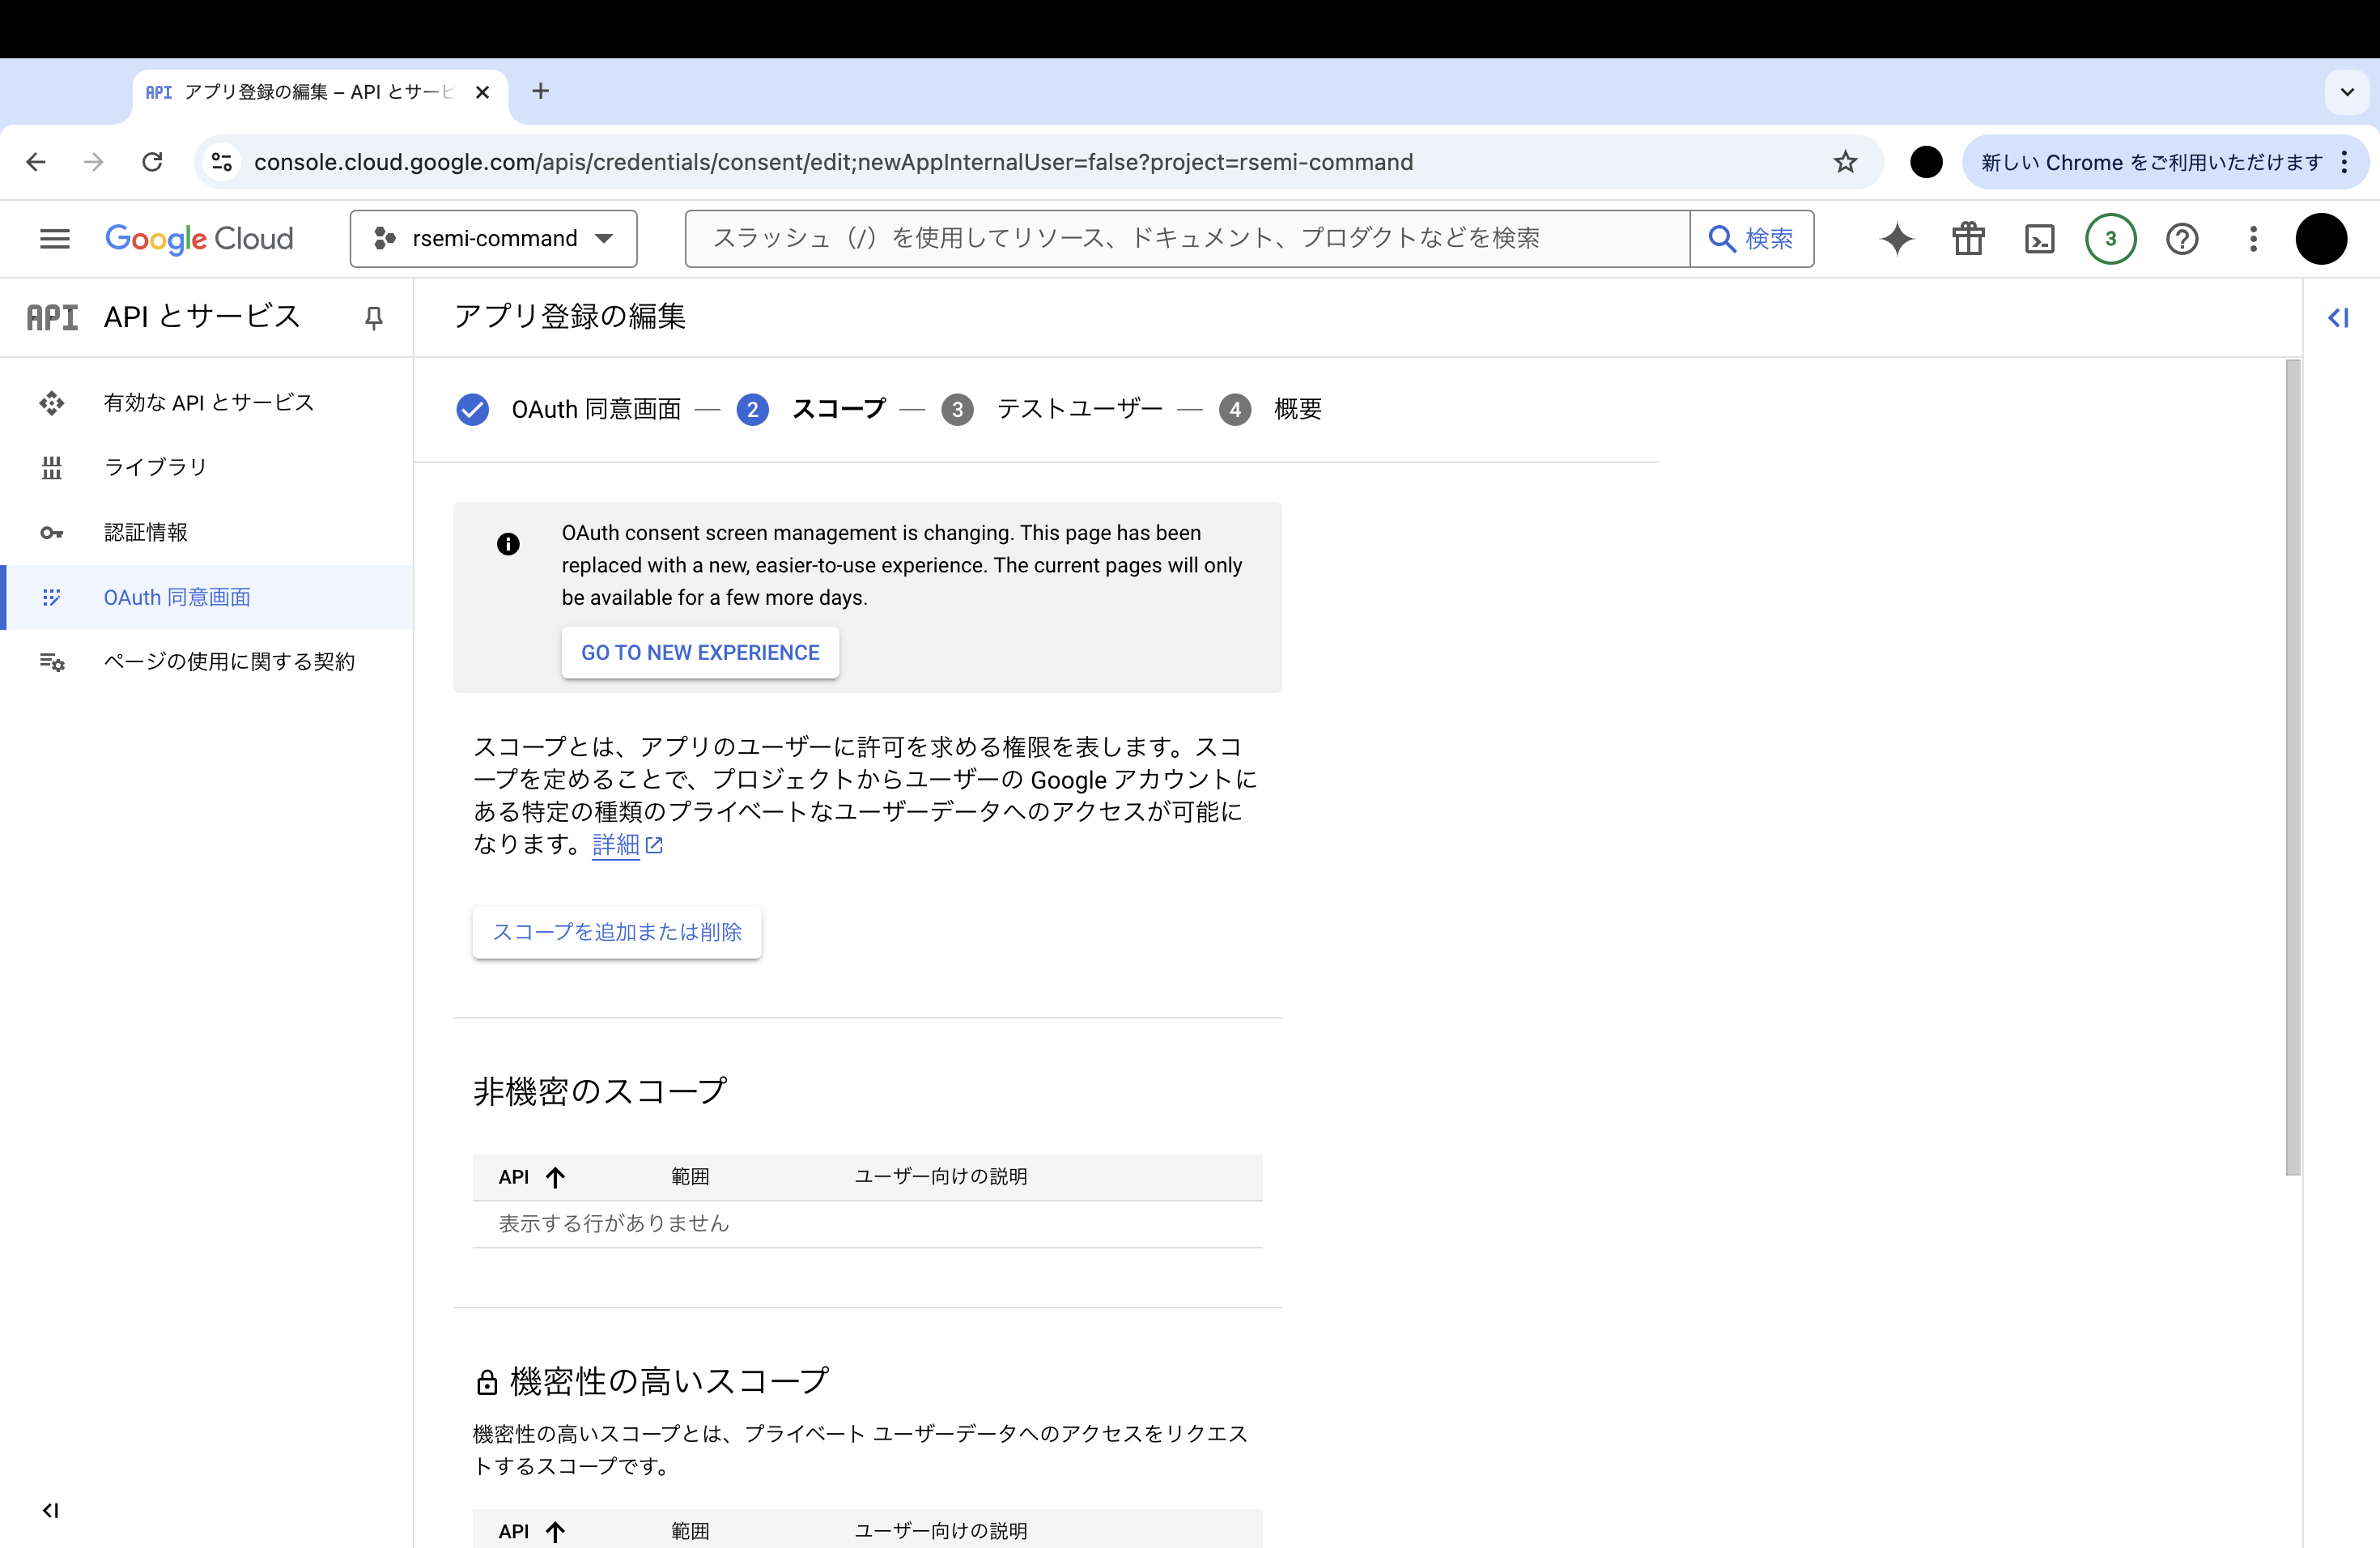 API アプリ登録の編集 – API とサービ
console.cloud.google.com/apis/credentials/consent/edit;newAppInternalUser=false?project=rsemi-command
新しい Chrome をご利用いただけます
Google Cloud
rsemi-command
スラッシュ（/）を使用してリソース、ドキュメント、プロダクトなどを検索
検索
3
API API とサービス
有効な API とサービス
ライブラリ
認証情報
OAuth 同意画面
ページの使用に関する契約
アプリ登録の編集
OAuth 同意画面 — 2 スコープ — 3 テストユーザー — 4 概要
OAuth consent screen management is changing. This page has been
replaced with a new, easier-to-use experience. The current pages will only
be available for a few more days.
GO TO NEW EXPERIENCE
スコープとは、アプリのユーザーに許可を求める権限を表します。スコ
ープを定めることで、プロジェクトからユーザーの Google アカウントに
ある特定の種類のプライベートなユーザーデータへのアクセスが可能に
なります。詳細
スコープを追加または削除
非機密のスコープ
API 範囲 ユーザー向けの説明
表示する行がありません
機密性の高いスコープ
機密性の高いスコープとは、プライベート ユーザーデータへのアクセスをリクエス
トするスコープです。
API 範囲 ユーザー向けの説明